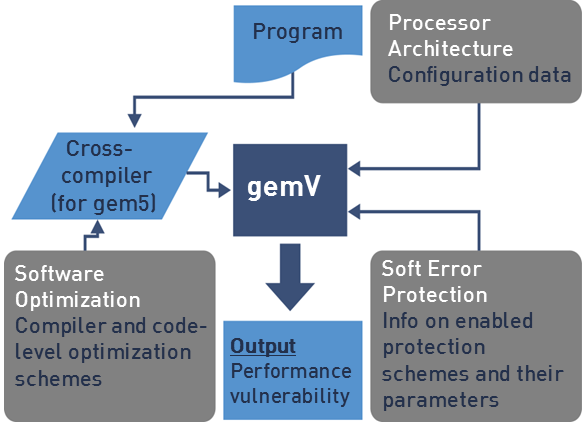 Program
Processor
Architecture
Configuration data
Cross-
compiler
(for gem5)
gemV
Software
Optimization
Compiler and code-
level optimization
schemes
Output
Performance
vulnerability
Soft Error
Protection
Info on enabled
protection
schemes and their
parameters